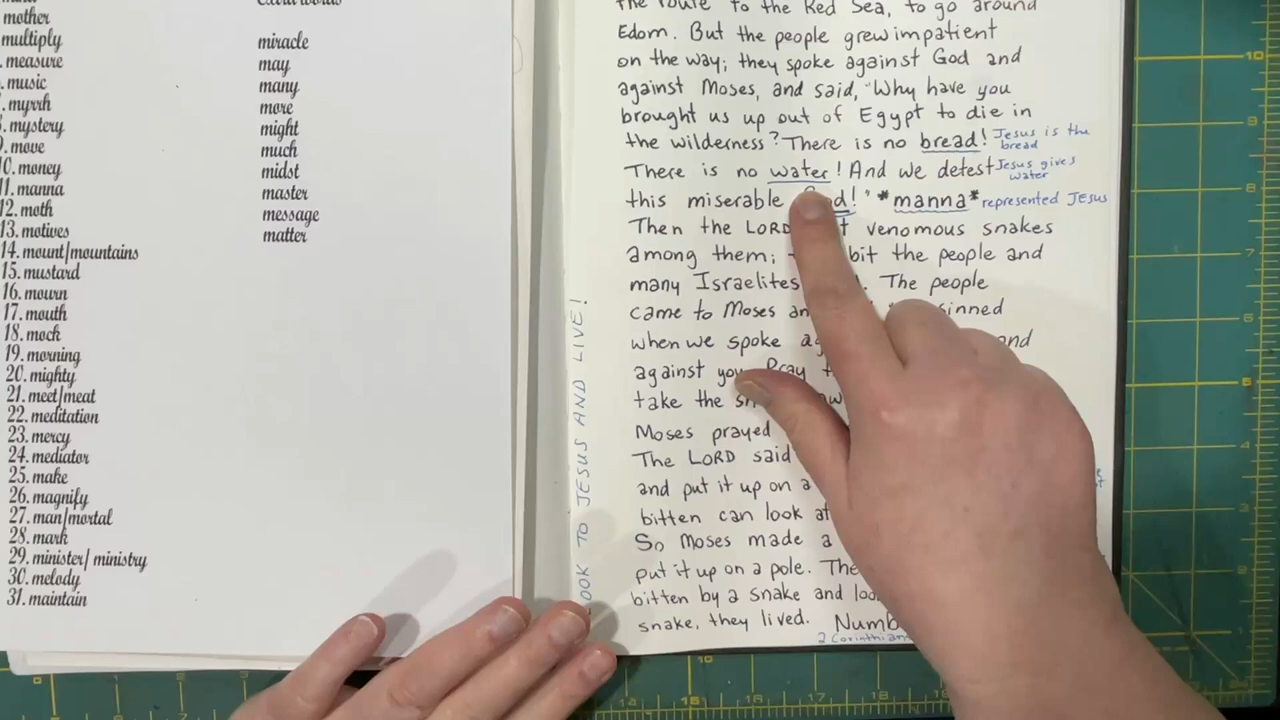 mother
multiply
measure
music
myrrh
mystery
move
10. money
11. manna
12. moth
13. motives
14. mount/mountains
15. mustard
16. mourn
17. mouth
18. mock
19. morning
20. mighty
21. meet/meat
22. meditation
23. mercy
24. mediator
25. make
26. magnify
27. man/mortal
28. mark
29. minister/ministry
30. melody
31. maintain
miracle
may
many
more
might
much
midst
master
message
matter
LOOK TO JESUS AND LIVE!
the route to the Red Sea, to go around
Edom. But the people grew impatient
on the way; they spoke against God and
against Moses, and said, "Why have you
brought us up out of Egypt to die in
the wilderness? There is no bread! Jesus is the bread
There is no water! And we detest Jesus gives water
this miserable *manna* represented JESUS
Then the LORD venomous snakes
among them; bit the people and
many Israelites The people
came to Moses sinned
when we spoke and
against you. Pray
take the
Moses prayed
The LORD said
and put it up on a
bitten can look at
So Moses made a
put it up on a pole. The
bitten by a snake and
snake, they lived.